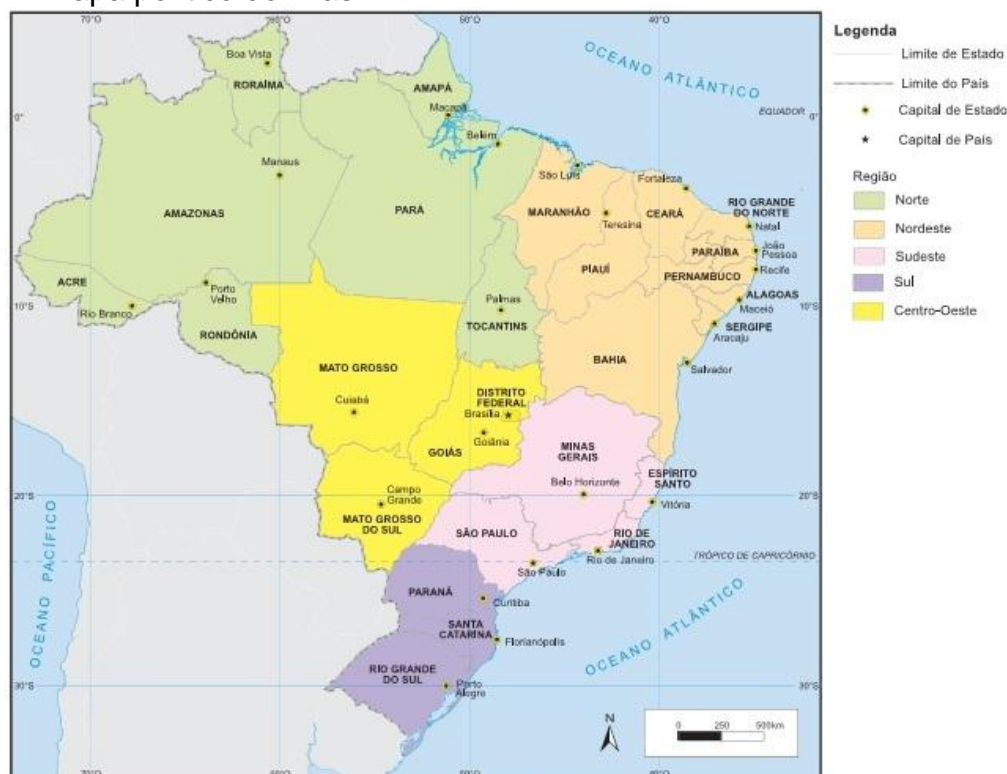 70°O
50°O
40°O
OCEANO ATLÂNTICO
Boa Vista
RORAÍMA
AMAPÁ
Macapá
EQUADOR
0°
0°
Belém
Manaus
São Luís
Fortaleza
AMAZONAS
PARÁ
MARANHÃO
Teresina
CEARÁ
RIO GRANDE
DO NORTE
Natal
PARAÍBA
João
Pessoa
PIAUÍ
PERNAMBUCO
Recife
ACRE
Rio Branco
Porto
Velho
RONDÔNIA
Palmas
TOCANTINS
ALAGOAS
Maceió
SERGIPE
Aracaju
10°S
10°S
BAHIA
Salvador
MATO GROSSO
Cuiabá
DISTRITO
FEDERAL
Brasília
GOIÁS
Goiânia
MINAS
GERAIS
Belo Horizonte
ESPÍRITO
SANTO
Vitória
Campo
Grande
MATO GROSSO
DO SUL
20°S
20°S
SÃO PAULO
São Paulo
RIO DE
JANEIRO
Rio de Janeiro
TRÓPICO DE CAPRICÓRNIO
PARANÁ
Curitiba
SANTA
CATARINA
Florianópolis
RIO GRANDE
DO SUL
Porto
Alegre
30°S
30°S
OCEANO PACÍFICO
OCEANO ATLÂNTICO
N
0 250 500km
Legenda
Limite de Estado
Limite do País
Capital de Estado
Capital de País
Região
Norte
Nordeste
Sudeste
Sul
Centro-Oeste